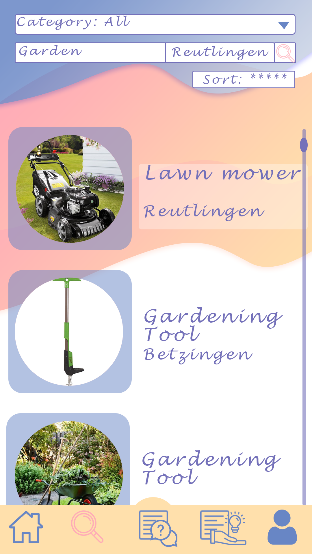 Category: All
Garden
Reutlingen
Sort: *****
Lawn mower
Reutlingen
Gardening
Tool
Betzingen
Gardening
Tool